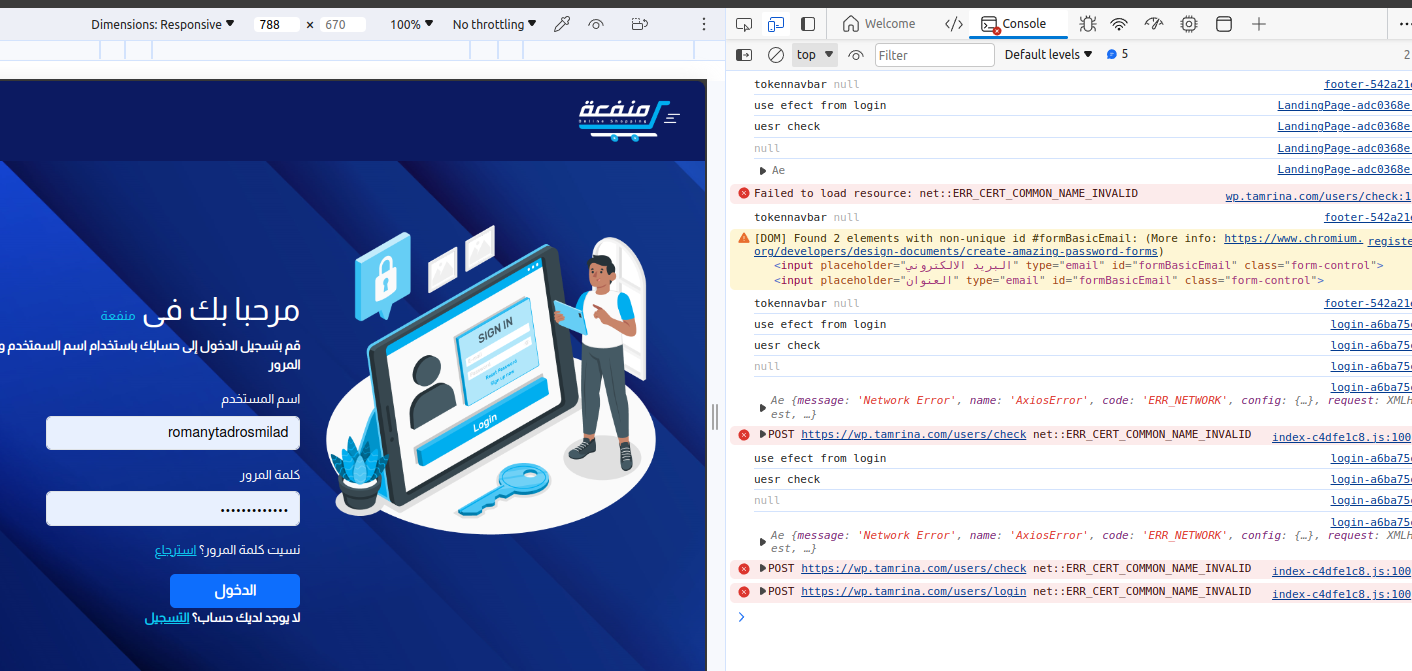 Dimensions: Responsive 788 × 670 100% No throttling
Welcome Console
top Filter Default levels 5 2
منفعة
Online Shopping
SIGN IN
Login
مرحبا بك فى منفعة
قم بتسجيل الدخول إلى حسابك باستخدام اسم السمتخدم و
المرور
اسم المستخدم
romanytadrosmilad
كلمة المرور
•••••••••••••
نسيت كلمة المرور؟ استرجاع
الدخول
لا يوجد لديك حساب؟ التسجيل
tokennavbar null footer-542a21
use efect from login LandingPage-adc0368e
uesr check LandingPage-adc0368e
null LandingPage-adc0368e
Ae LandingPage-adc0368e
Failed to load resource: net::ERR_CERT_COMMON_NAME_INVALID wp.tamrina.com/users/check:1
tokennavbar null footer-542a21
[DOM] Found 2 elements with non-unique id #formBasicEmail: (More info: https://www.chromium. registe
org/developers/design-documents/create-amazing-password-forms)
<input placeholder="البريد الالكتروني" type="email" id="formBasicEmail" class="form-control">
<input placeholder="العنوان" type="email" id="formBasicEmail" class="form-control">
tokennavbar null footer-542a21
use efect from login login-a6ba75
uesr check login-a6ba75
null login-a6ba75
login-a6ba75
Ae {message: 'Network Error', name: 'AxiosError', code: 'ERR_NETWORK', config: {…}, request: XMLH
est, …}
POST https://wp.tamrina.com/users/check net::ERR_CERT_COMMON_NAME_INVALID index-c4dfe1c8.js:100
use efect from login login-a6ba75
uesr check login-a6ba75
null login-a6ba75
login-a6ba75
Ae {message: 'Network Error', name: 'AxiosError', code: 'ERR_NETWORK', config: {…}, request: XMLH
est, …}
POST https://wp.tamrina.com/users/check net::ERR_CERT_COMMON_NAME_INVALID index-c4dfe1c8.js:100
POST https://wp.tamrina.com/users/login net::ERR_CERT_COMMON_NAME_INVALID index-c4dfe1c8.js:100